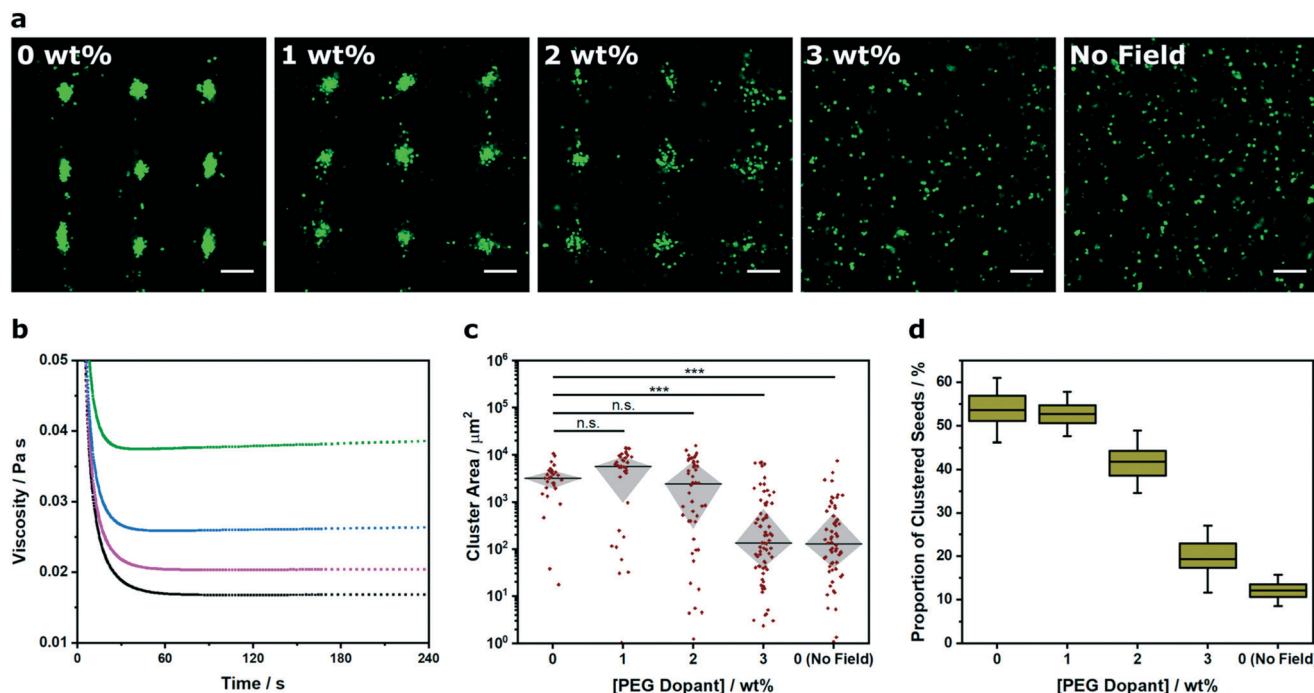 a
0 wt%
1 wt%
2 wt%
3 wt%
No Field
b
0.05
0.04
0.03
0.02
0.01
Viscosity / Pa s
0
60
120
180
240
Time / s
c
10⁶
10⁵
10⁴
10³
10²
10¹
10⁰
Cluster Area / μm²
***
***
n.s.
n.s.
0
1
2
3
0 (No Field)
[PEG Dopant] / wt%
d
60
50
40
30
20
10
0
Proportion of Clustered Seeds / %
0
1
2
3
0 (No Field)
[PEG Dopant] / wt%